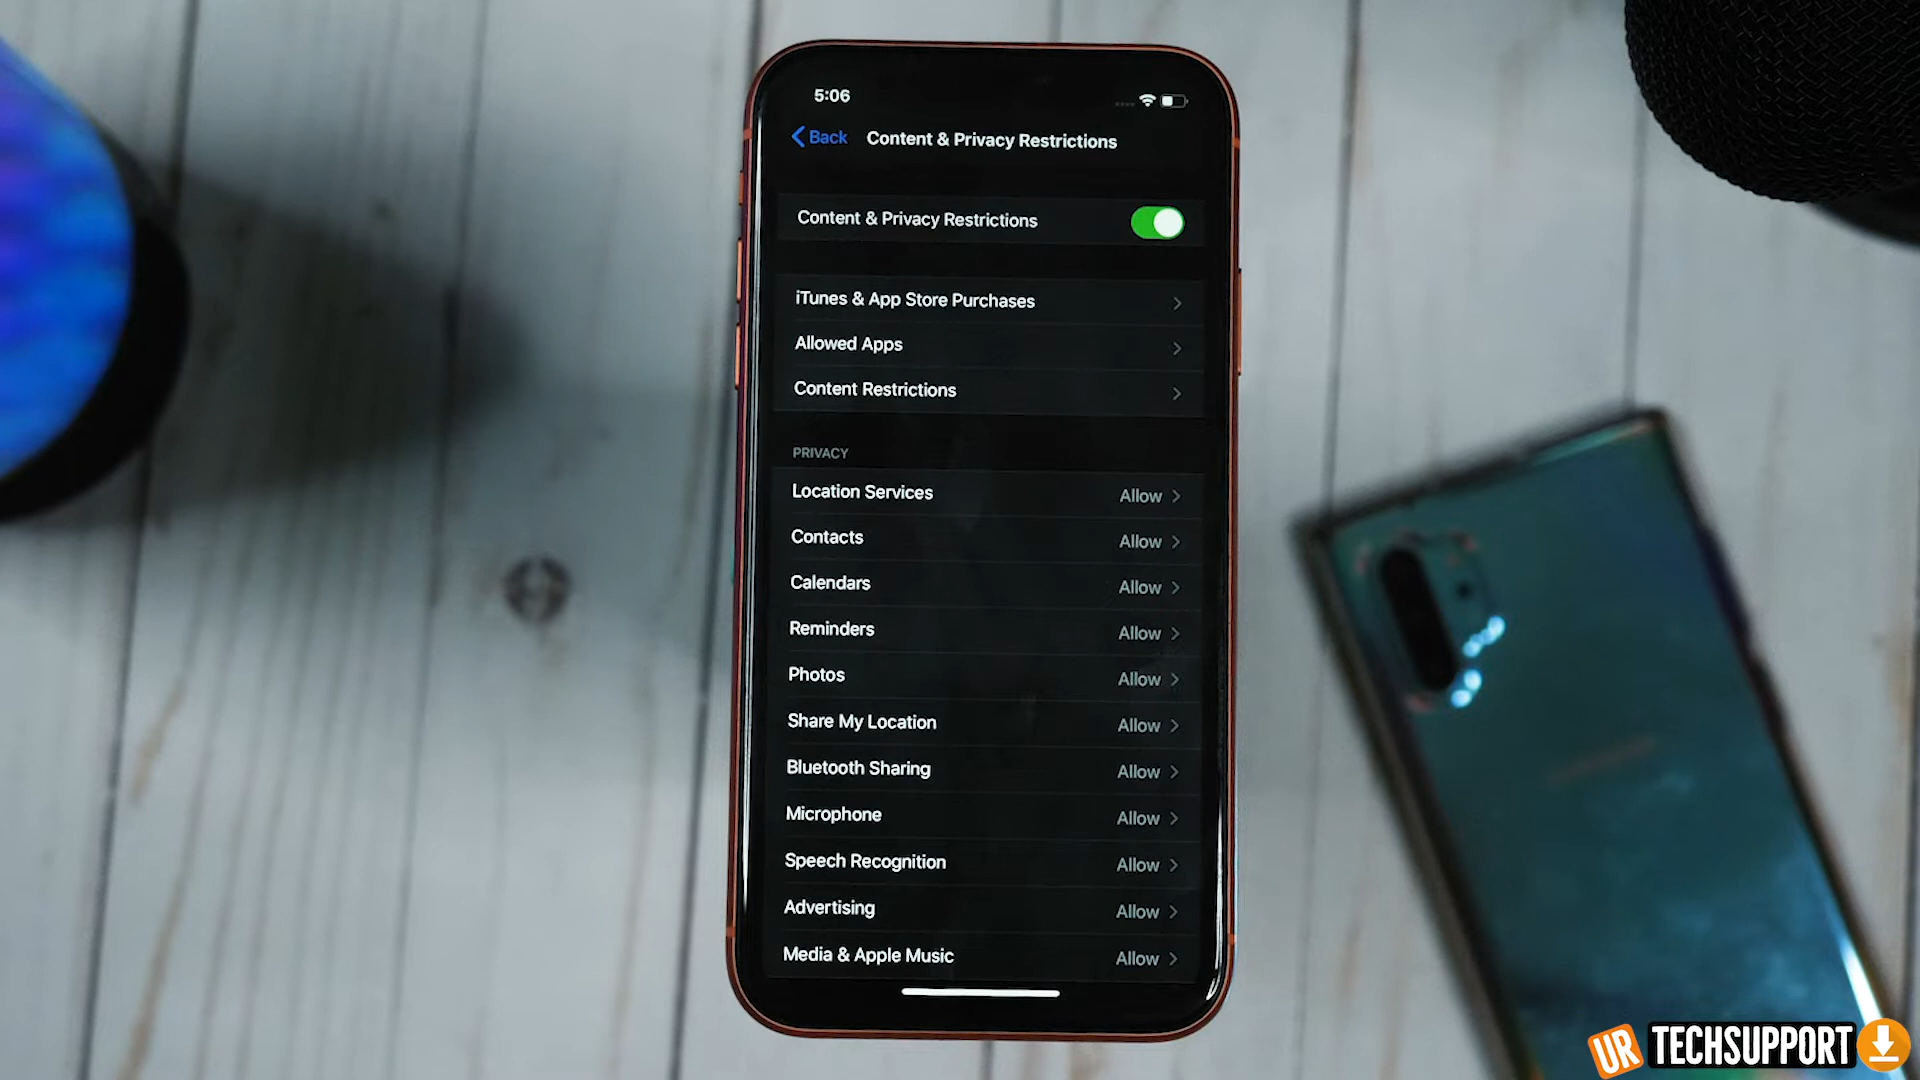 5:06
Back
Content & Privacy Restrictions
Content & Privacy Restrictions
iTunes & App Store Purchases
Allowed Apps
Content Restrictions
PRIVACY
Location Services Allow
Contacts Allow
Calendars Allow
Reminders Allow
Photos Allow
Share My Location Allow
Bluetooth Sharing Allow
Microphone Allow
Speech Recognition Allow
Advertising Allow
Media & Apple Music Allow
UR TECHSUPPORT